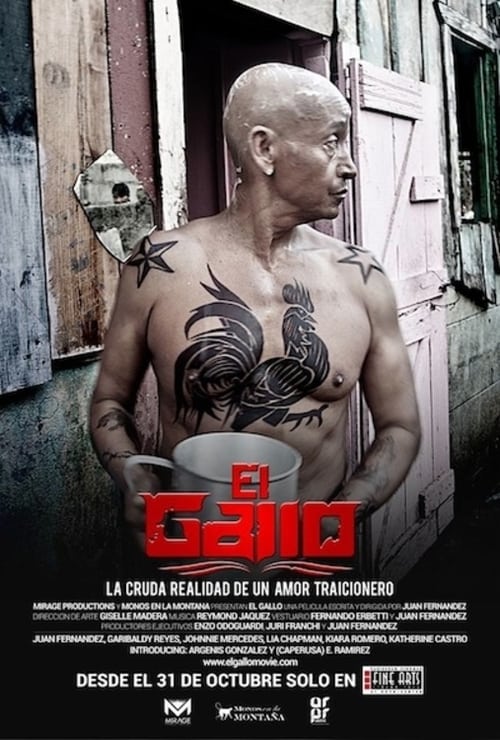 El
Gallo
LA CRUDA REALIDAD DE UN AMOR TRAICIONERO
MIRAGE PRODUCTIONS Y MONOS EN LA MONTAÑA PRESENTAN EL GALLO UNA PELICULA ESCRITA Y DIRIGIDA POR JUAN FERNANDEZ
DIRECCION DE ARTE GISELLE MADERA MUSICA REYMOND JAQUEZ VESTUARIO FERNANDO ERBETTI Y JUAN FERNANDEZ
PRODUCTORES EJECUTIVOS ENZO ODOGUARDI, JURI FRANCHI Y JUAN FERNANDEZ
JUAN FERNANDEZ, GARIBALDY REYES, JOHNNIE MERCEDES, LIA CHAPMAN, KIARA ROMERO, KATHERINE CASTRO
INTRODUCING: ARGENIS GONZALEZ Y (CAPERUSA) E. RAMIREZ
www.elgallomovie.com
DESDE EL 31 DE OCTUBRE SOLO EN FINE ARTS
MIRAGE MONOS EN LA MONTAÑA